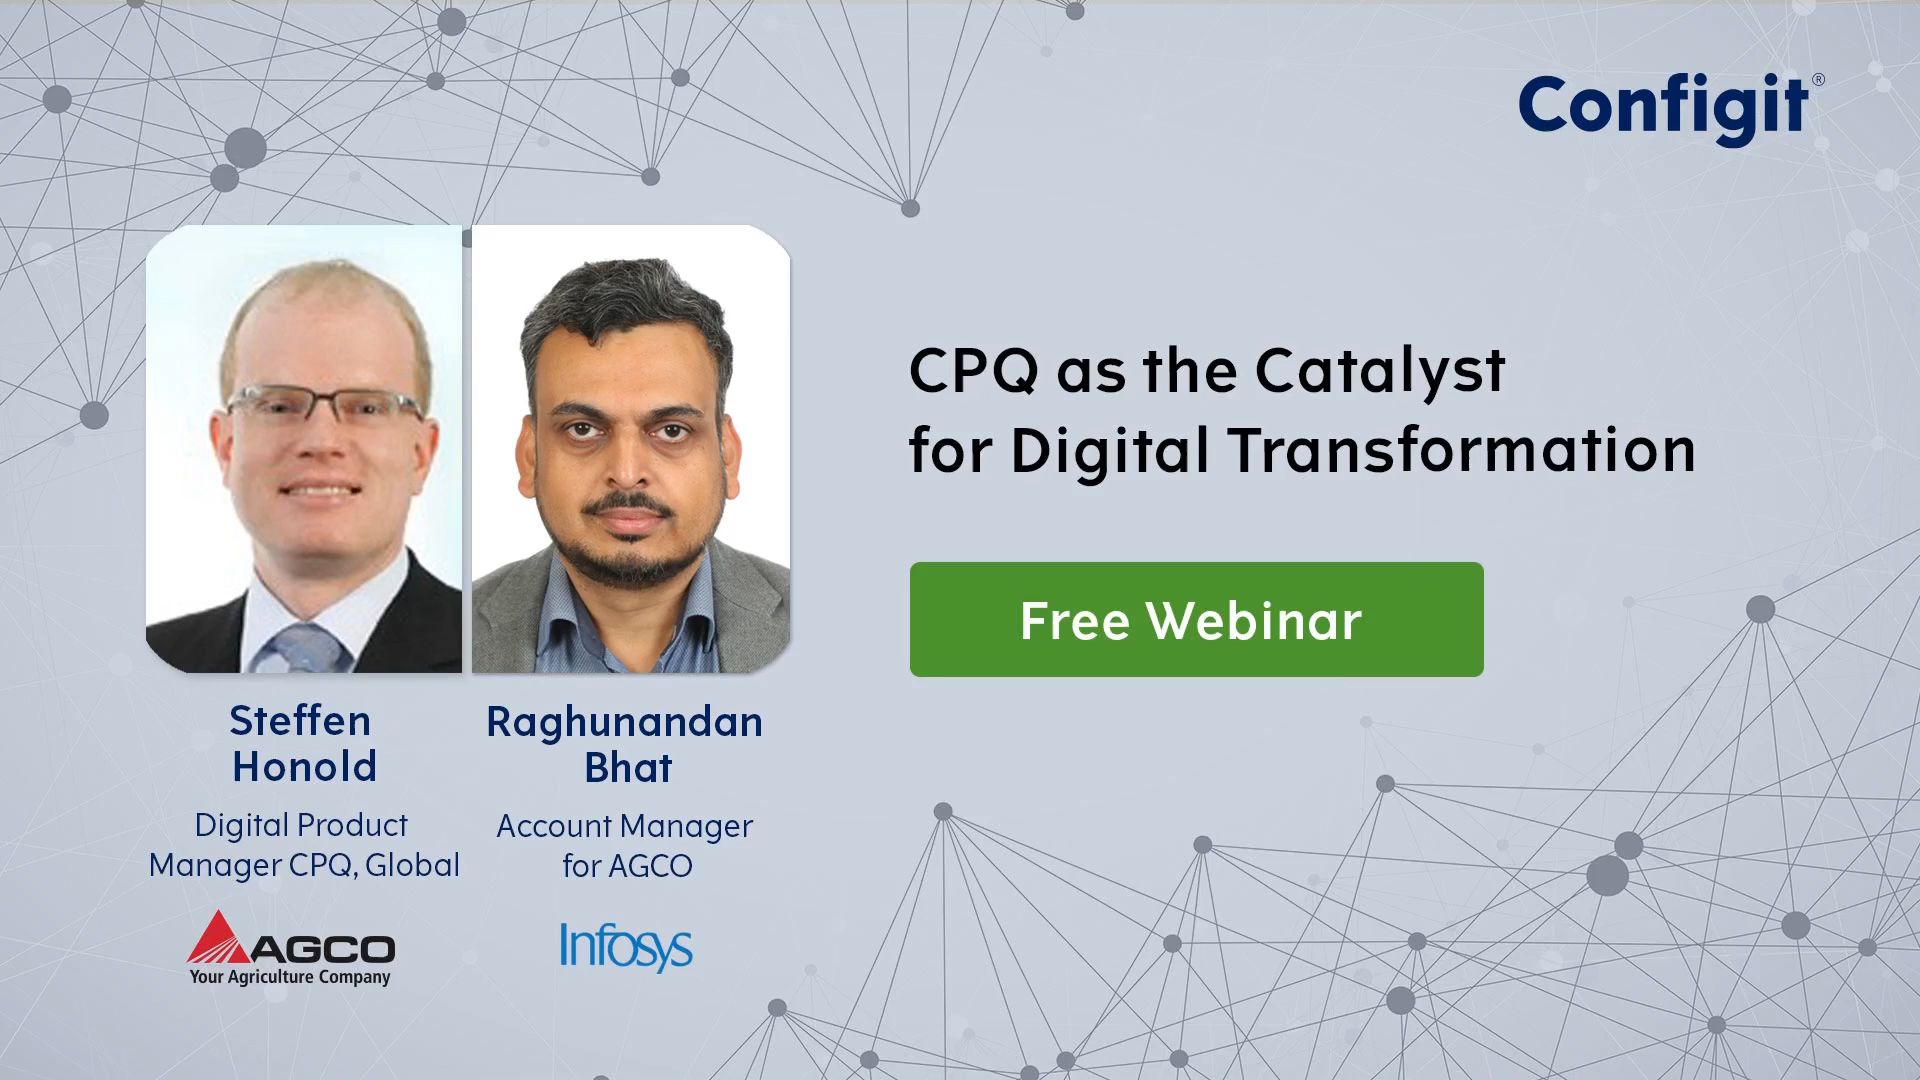 Configit®
CPQ as the Catalyst
for Digital Transformation
Free Webinar
Steffen
Honold
Digital Product
Manager CPQ, Global
AGCO
Your Agriculture Company
Raghunandan
Bhat
Account Manager
for AGCO
Infosys